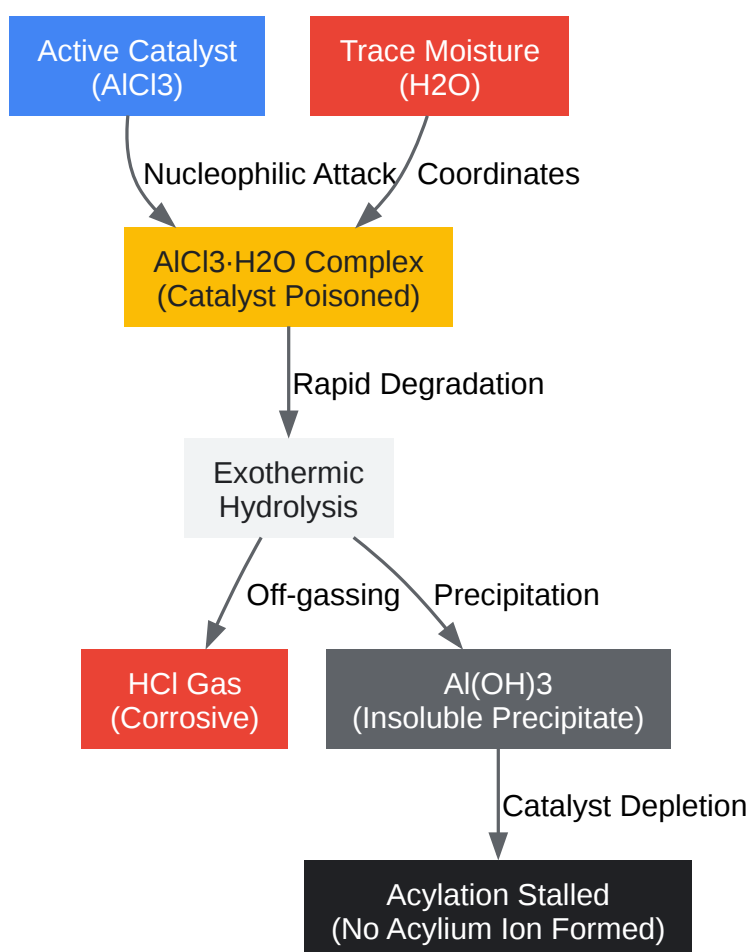 Active Catalyst
(AlCl3)
Trace Moisture
(H2O)
Nucleophilic Attack
Coordinates
AlCl3·H2O Complex
(Catalyst Poisoned)
Rapid Degradation
Exothermic
Hydrolysis
Off-gassing
Precipitation
HCl Gas
(Corrosive)
Al(OH)3
(Insoluble Precipitate)
Catalyst Depletion
Acylation Stalled
(No Acylium Ion Formed)